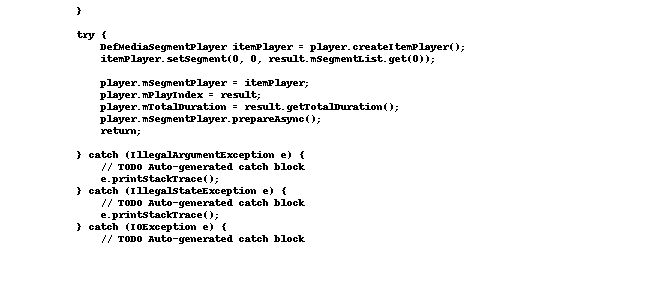 }
try {
DefMediaSegmentPlayer itemPlayer = player.createItemPlayer();
itemPlayer.setSegment(0, 0, result.mSegmentList.get(0));
player.mSegmentPlayer = itemPlayer;
player.mPlayIndex = result;
player.mTotalDuration = result.getTotalDuration();
player.mSegmentPlayer.prepareAsync();
return;
} catch (IllegalArgumentException e) {
// TODO Auto-generated catch block
e.printStackTrace();
} catch (IllegalStateException e) {
// TODO Auto-generated catch block
e.printStackTrace();
} catch (IOException e) {
// TODO Auto-generated catch block